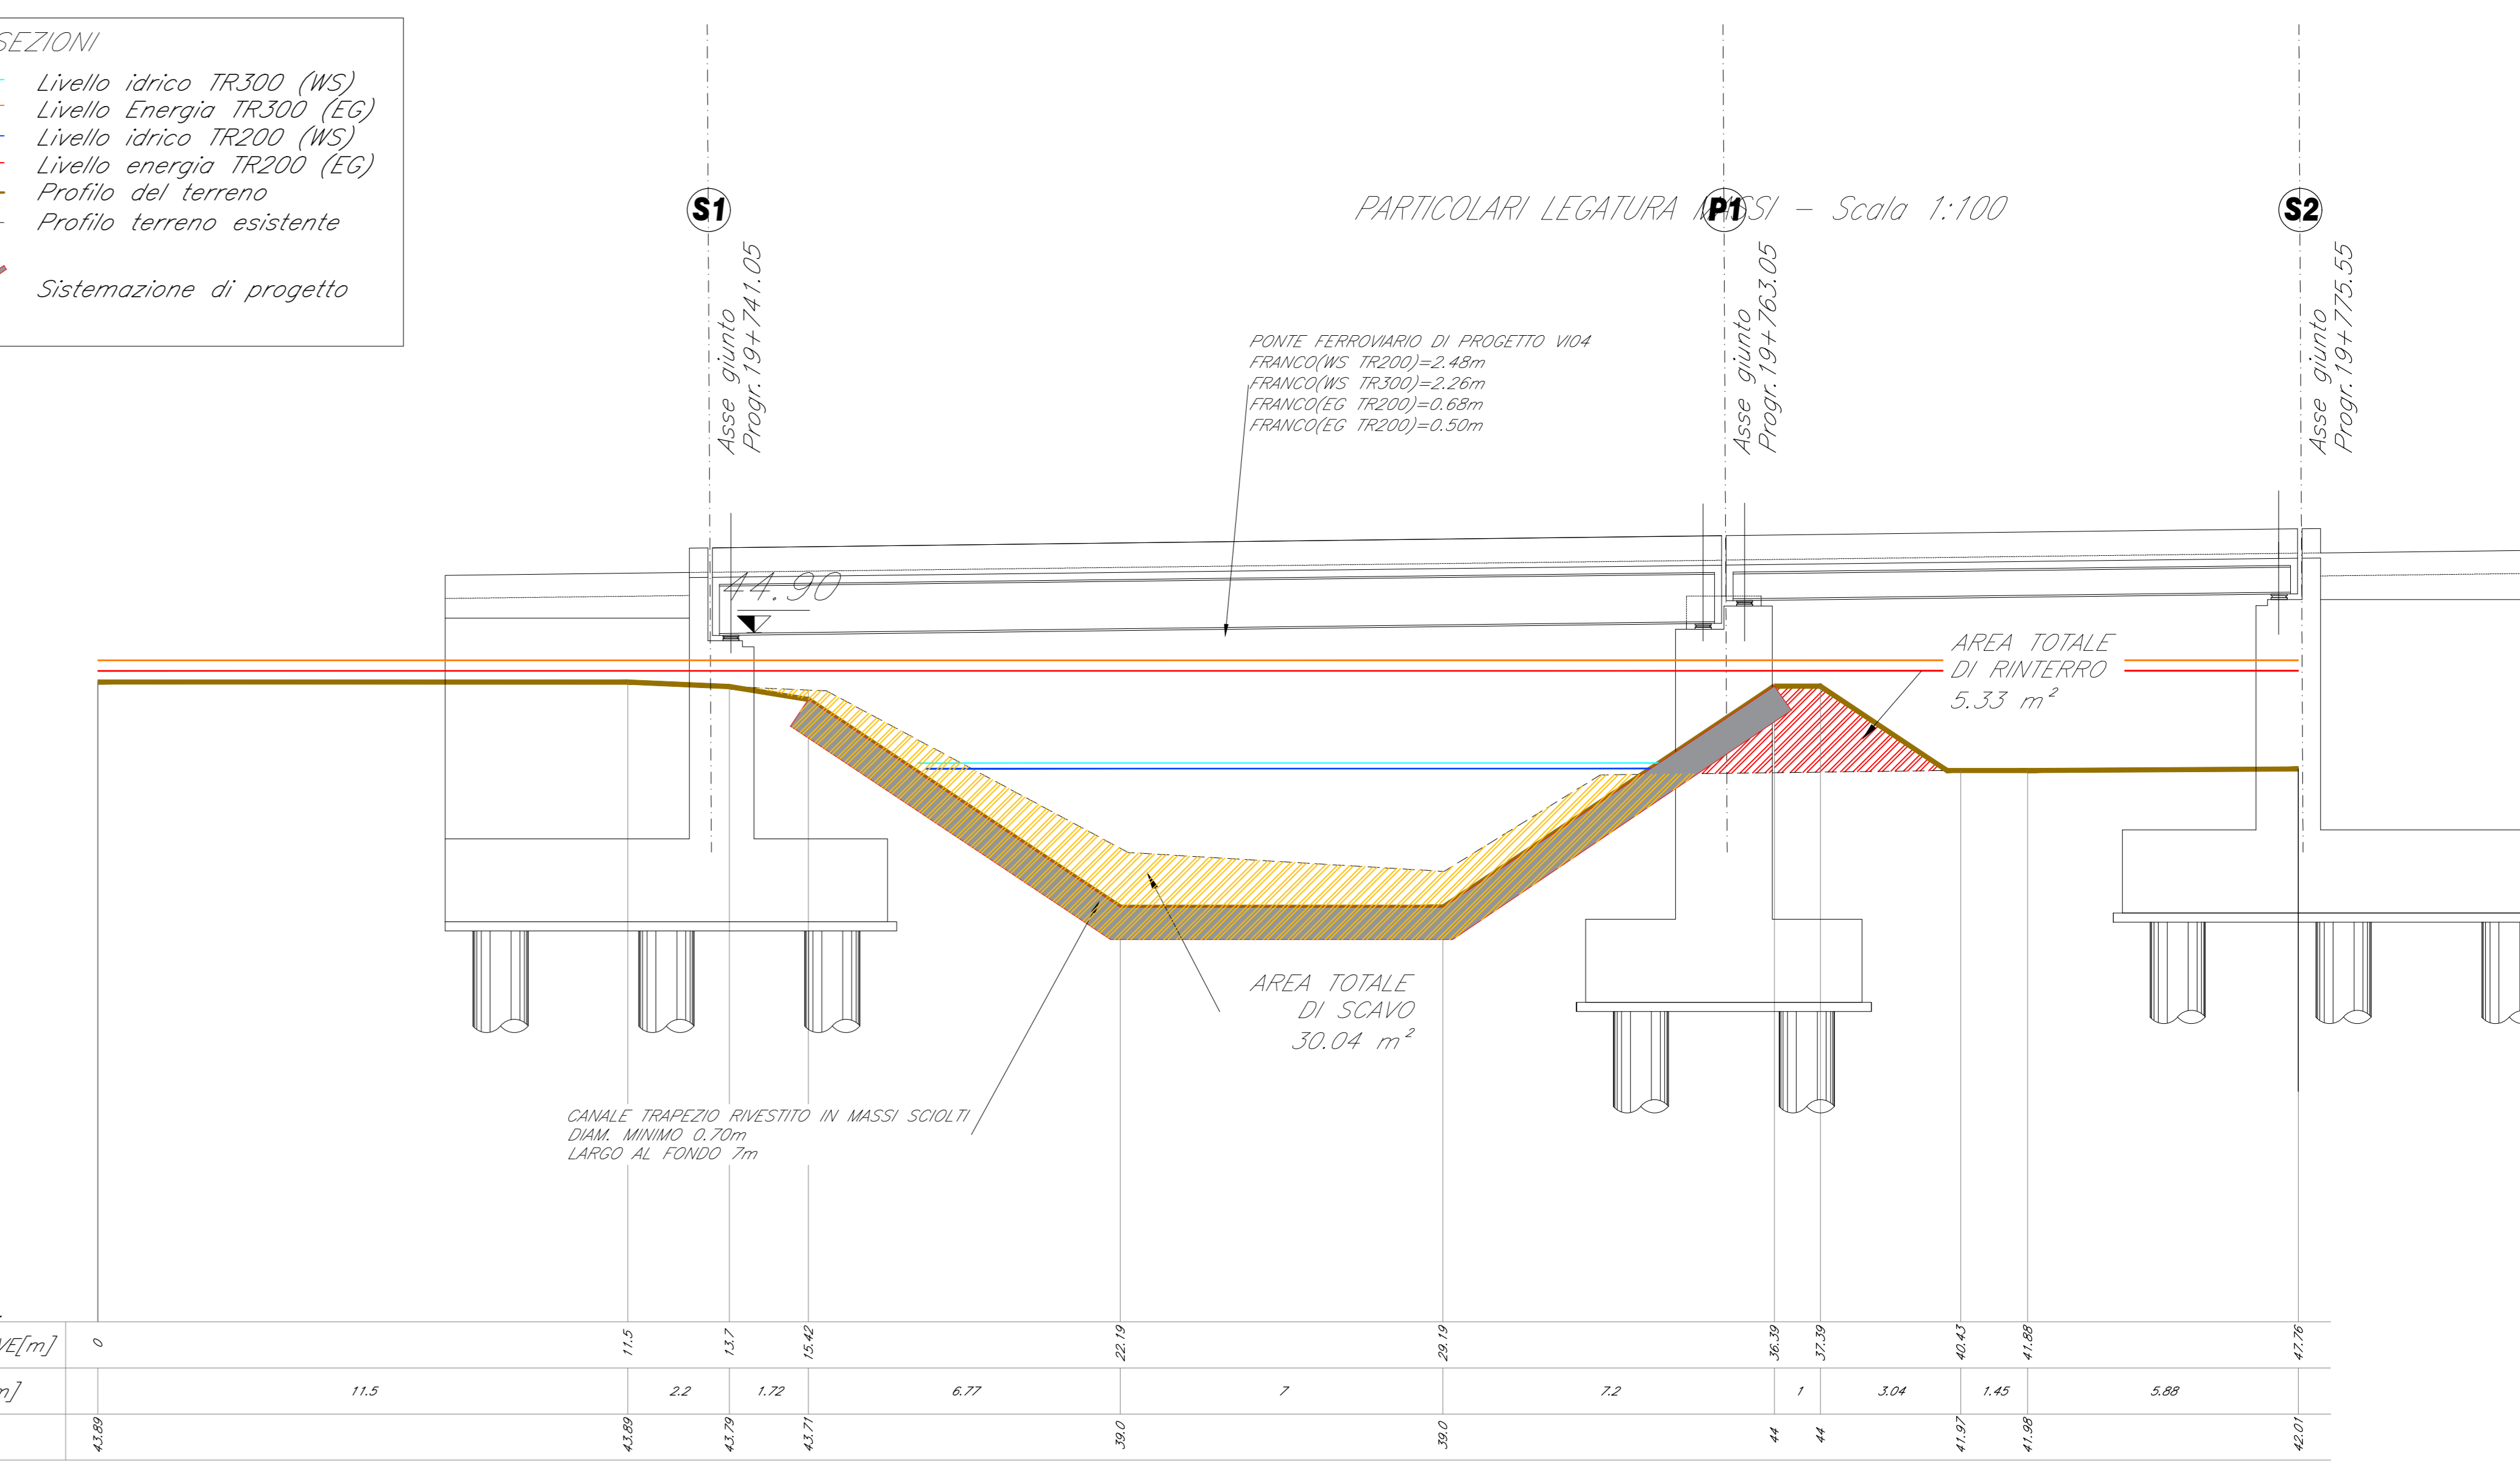 SEZIONI
Livello idrico TR300 (WS)
Livello Energia TR300 (EG)
Livello idrico TR200 (WS)
Livello energia TR200 (EG)
Profilo del terreno
Profilo terreno esistente
Sistemazione di progetto
S1
P1
S2
PARTICOLARI LEGATURA MASSI - Scala 1:100
Asse giunto
Progr.19+741.05
Asse giunto
Progr.19+763.05
Asse giunto
Progr.19+775.55
PONTE FERROVIARIO DI PROGETTO VI04
FRANCO(WS TR200)=2.48m
FRANCO(WS TR300)=2.26m
FRANCO(EG TR200)=0.68m
FRANCO(EG TR200)=0.50m
44.90
AREA TOTALE
DI RINTERRO
5.33 m²
AREA TOTALE
DI SCAVO
30.04 m²
CANALE TRAPEZIO RIVESTITO IN MASSI SCIOLTI
DIAM. MINIMO 0.70m
LARGO AL FONDO 7m
VE[m] 0 11.5 13.7 15.42 22.19 29.19 36.39 37.39 40.43 41.88 47.76
m] 11.5 2.2 1.72 6.77 7 7.2 1 3.04 1.45 5.88
43.89 43.89 43.79 43.71 39.0 39.0 44 44 41.97 41.98 42.01